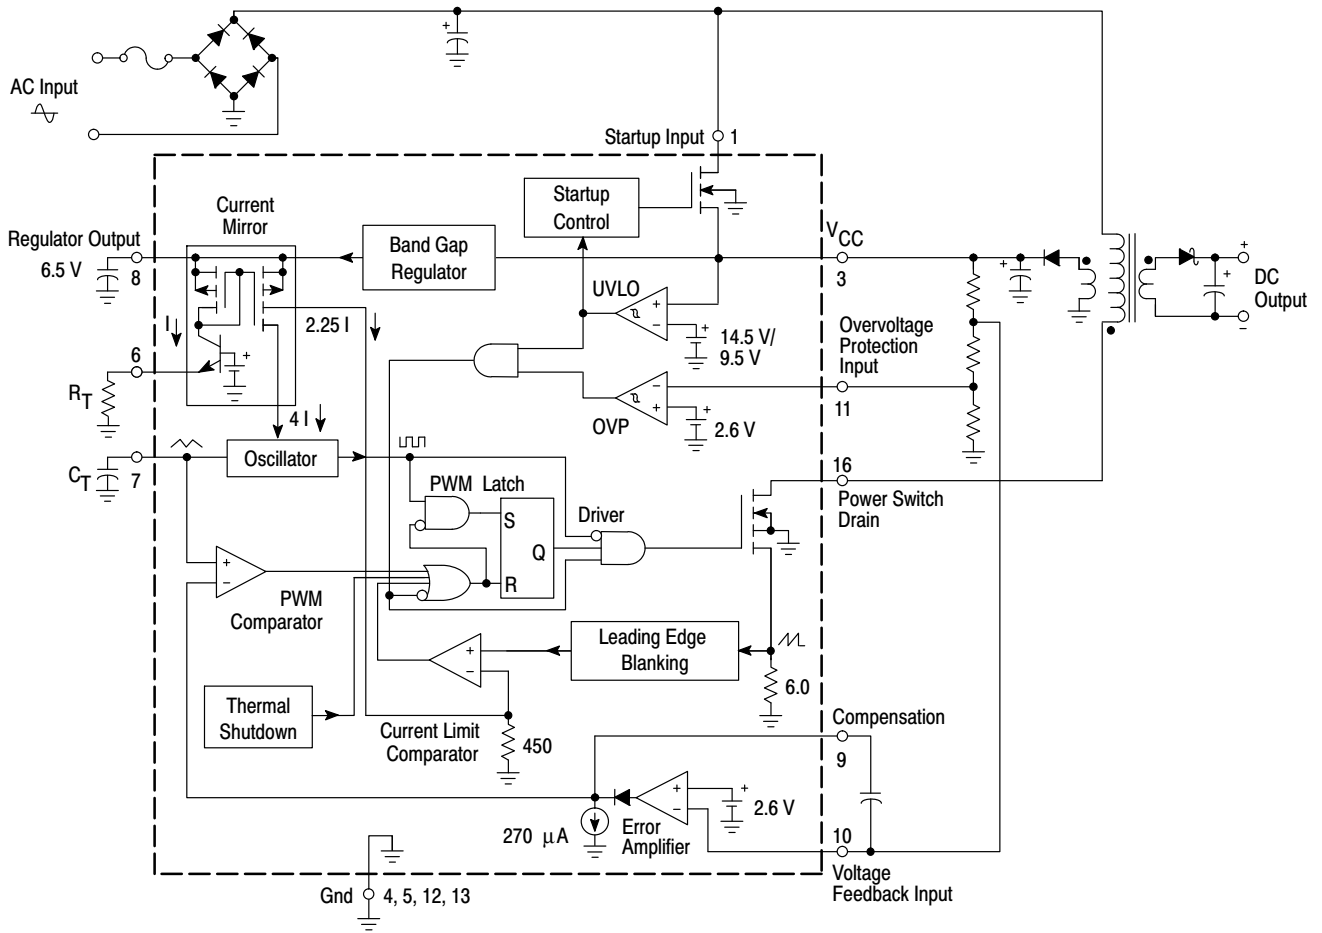 AC Input
Startup Input
1
Current
Mirror
Startup
Control
Regulator Output
6.5 V
8
Band Gap
Regulator
VCC
3
+
DC
Output
−
UVLO
14.5 V/
9.5 V
I
2.25 I
Overvoltage
Protection
Input
11
6
RT
4 I
OVP
2.6 V
CT
7
Oscillator
16
Power Switch
Drain
PWM Latch
S
Q
R
Driver
PWM
Comparator
Leading Edge
Blanking
6.0
Thermal
Shutdown
Current Limit
Comparator
450
Compensation
9
270 µA
Error
Amplifier
2.6 V
10
Voltage
Feedback Input
Gnd
4, 5, 12, 13